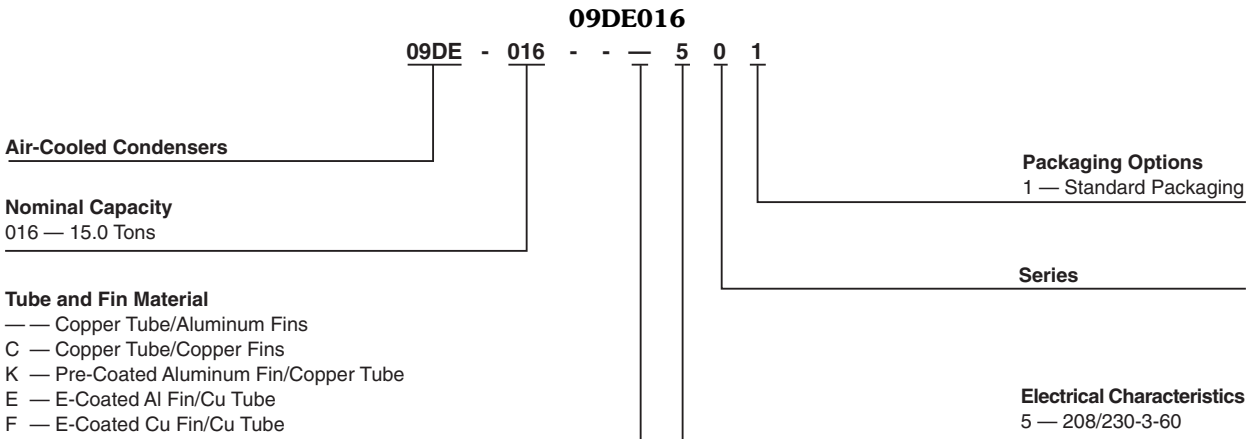 09DE016
09DE - 016 - - — 5 0 1
Air-Cooled Condensers
Nominal Capacity
016 — 15.0 Tons
Tube and Fin Material
— — Copper Tube/Aluminum Fins
C — Copper Tube/Copper Fins
K — Pre-Coated Aluminum Fin/Copper Tube
E — E-Coated Al Fin/Cu Tube
F — E-Coated Cu Fin/Cu Tube
Packaging Options
1 — Standard Packaging
Series
Electrical Characteristics
5 — 208/230-3-60